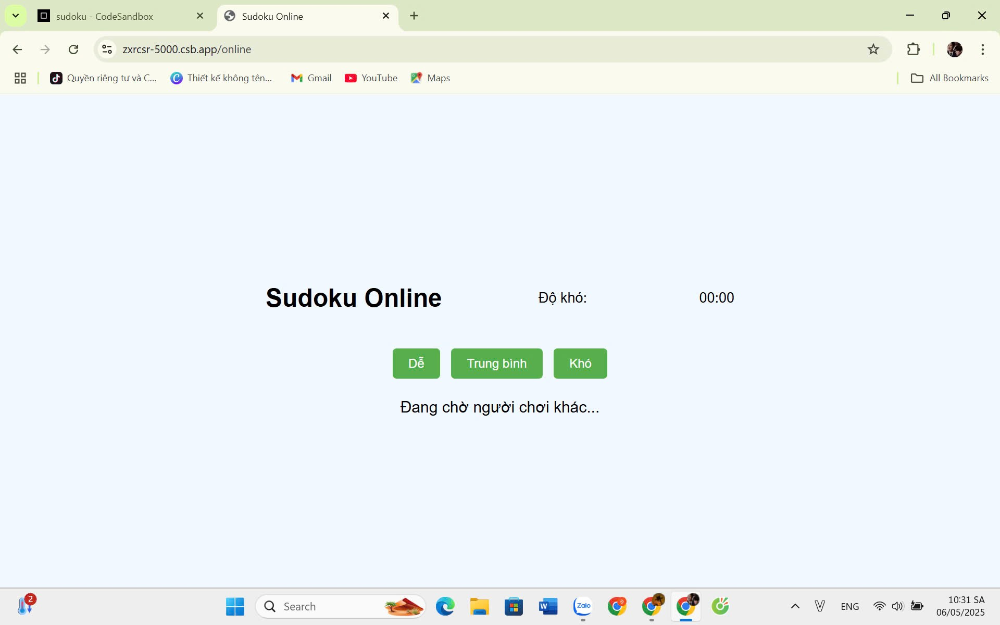 sudoku - CodeSandbox
Sudoku Online
zxrcsr-5000.csb.app/online
Quyền riêng tư và C...
Thiết kế không tên...
Gmail
YouTube
Maps
All Bookmarks
Sudoku Online
Độ khó:
00:00
Dễ
Trung bình
Khó
Đang chờ người chơi khác...
2
Search
Zalo
ENG
10:31 SA
06/05/2025